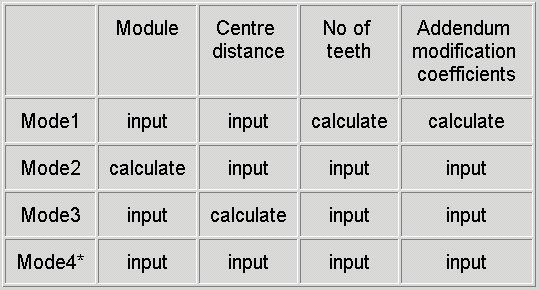 Module Centre distance No of teeth Addendum modification coefficients
Mode1 input input calculate calculate
Mode2 calculate input input input
Mode3 input calculate input input
Mode4* input input input input